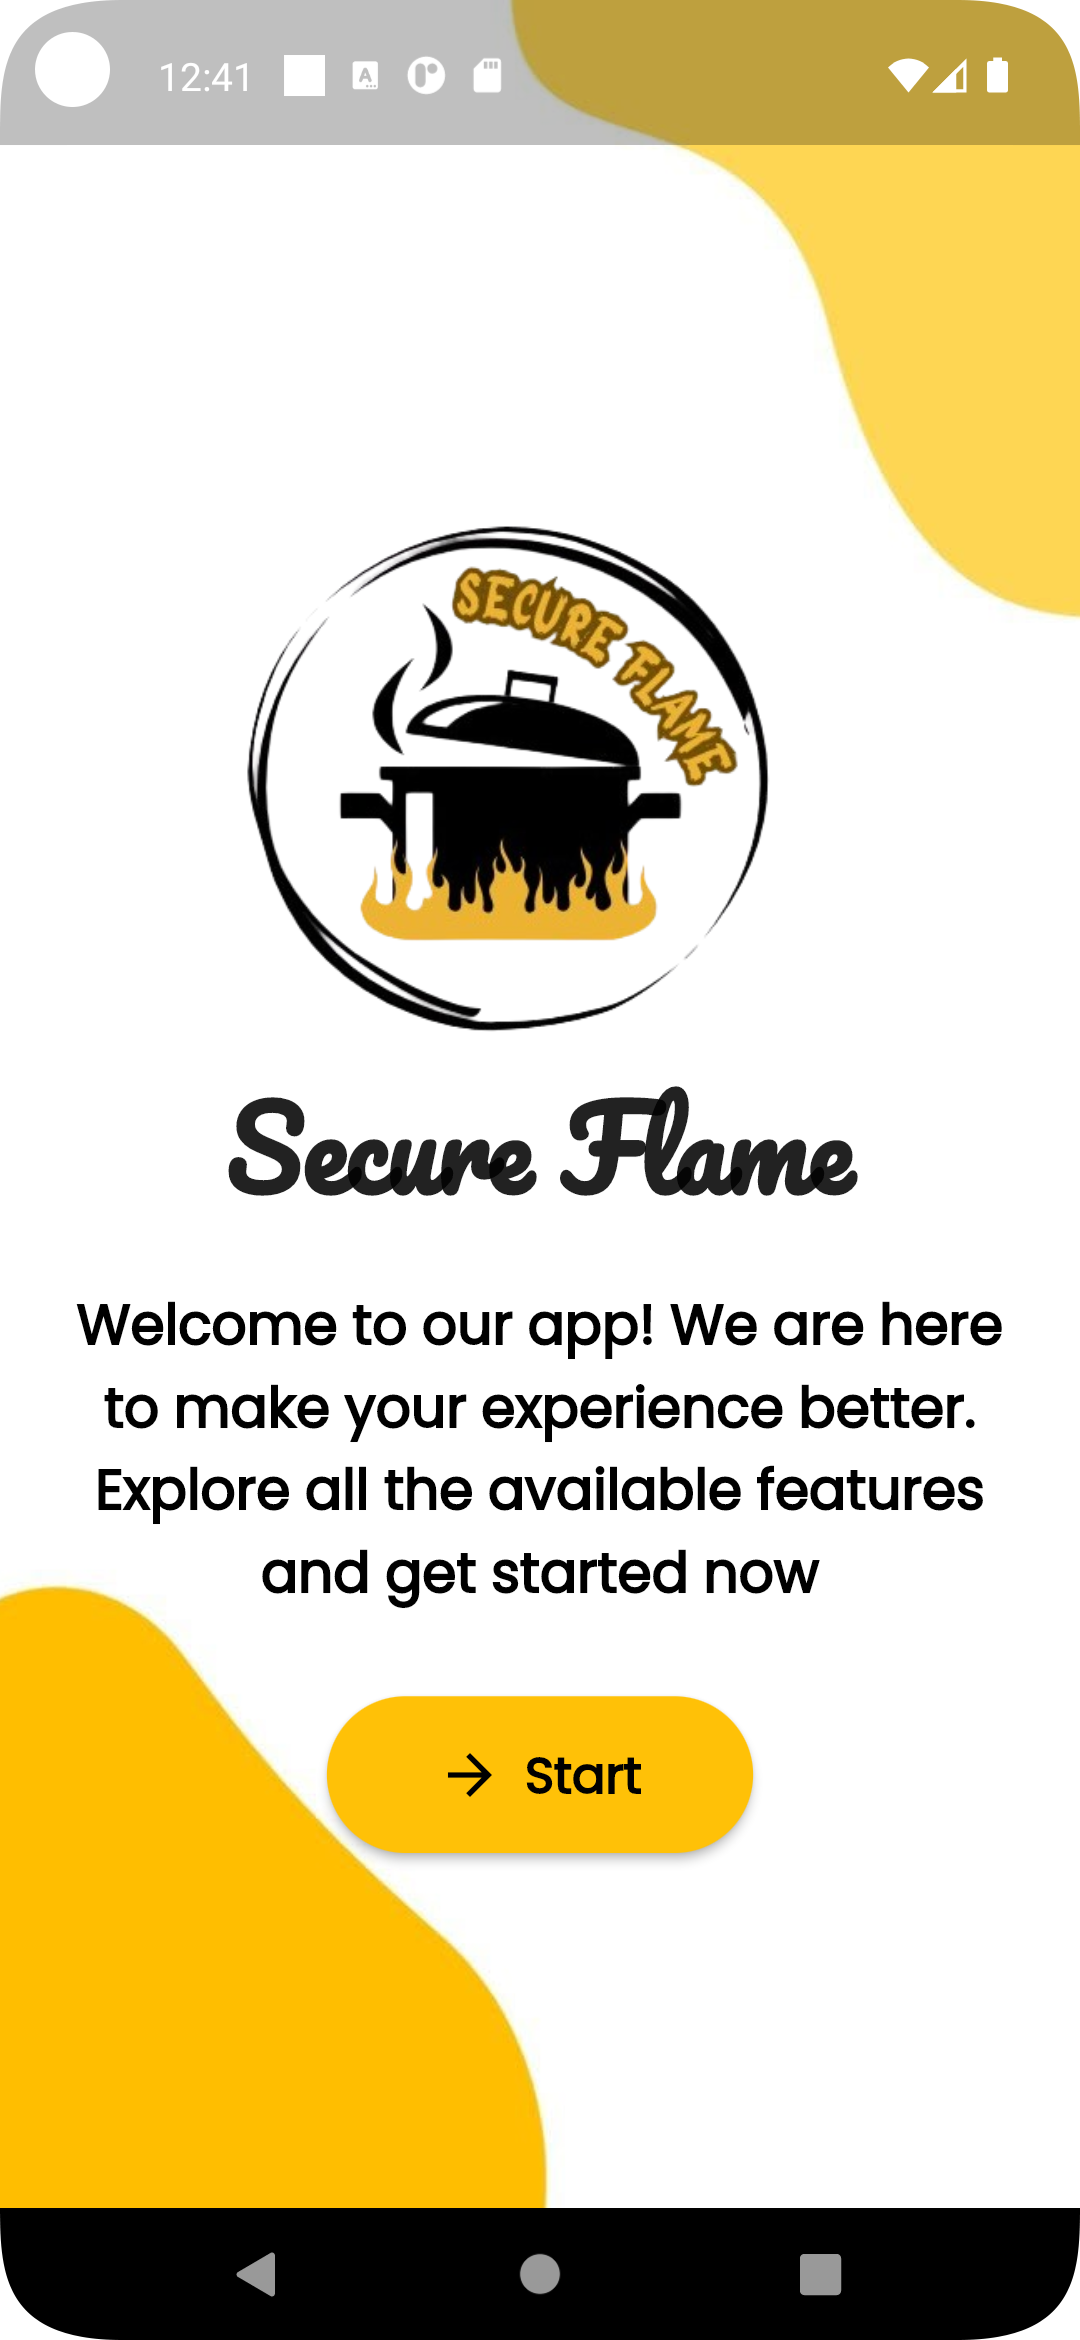 12:41
SECURE FLAME
Secure Flame
Welcome to our app! We are here
to make your experience better.
Explore all the available features
and get started now
Start